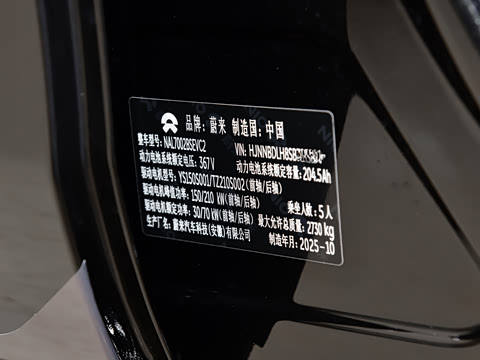 品牌: 蔚来 制造国: 中国
整车型号: NAL7002BSEVC2 VIN: HJNNBDLH8SB
动力电池系统额定电压: 367V 动力电池系统额定容量: 204.5Ah
驱动电机型号: YS150S001/TZ210S002(前轴/后轴)
驱动电机峰值功率: 150/210 kW(前轴/后轴) 乘坐人数: 5人
驱动电机额定功率: 30/70 kW(前轴/后轴) 最大允许总质量: 2730 kg
生产厂名: 蔚来汽车科技(安徽)有限公司 制造年月: 2025-10